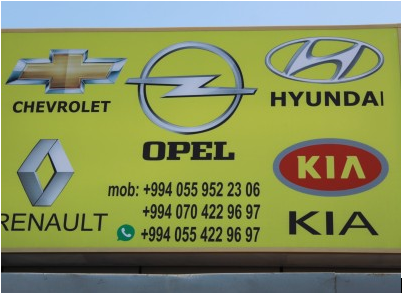 CHEVROLET
OPEL
HYUNDAI
RENAULT
KIA
KIA
mob: +994 055 952 23 06
+994 070 422 96 97
+994 055 422 96 97